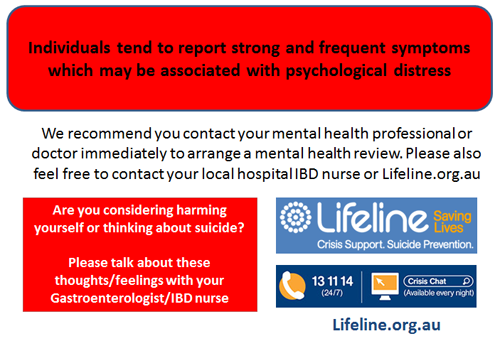 Individuals tend to report strong and frequent symptoms
which may be associated with psychological distress
We recommend you contact your mental health professional or
doctor immediately to arrange a mental health review. Please also
feel free to contact your local hospital IBD nurse or Lifeline.org.au
Are you considering harming
yourself or thinking about suicide?
Please talk about these
thoughts/feelings with your
Gastroenterologist/IBD nurse
Lifeline Saving
Lives
Crisis Support. Suicide Prevention.
13 11 14
(24/7)
Crisis Chat
(Available every night)
Lifeline.org.au